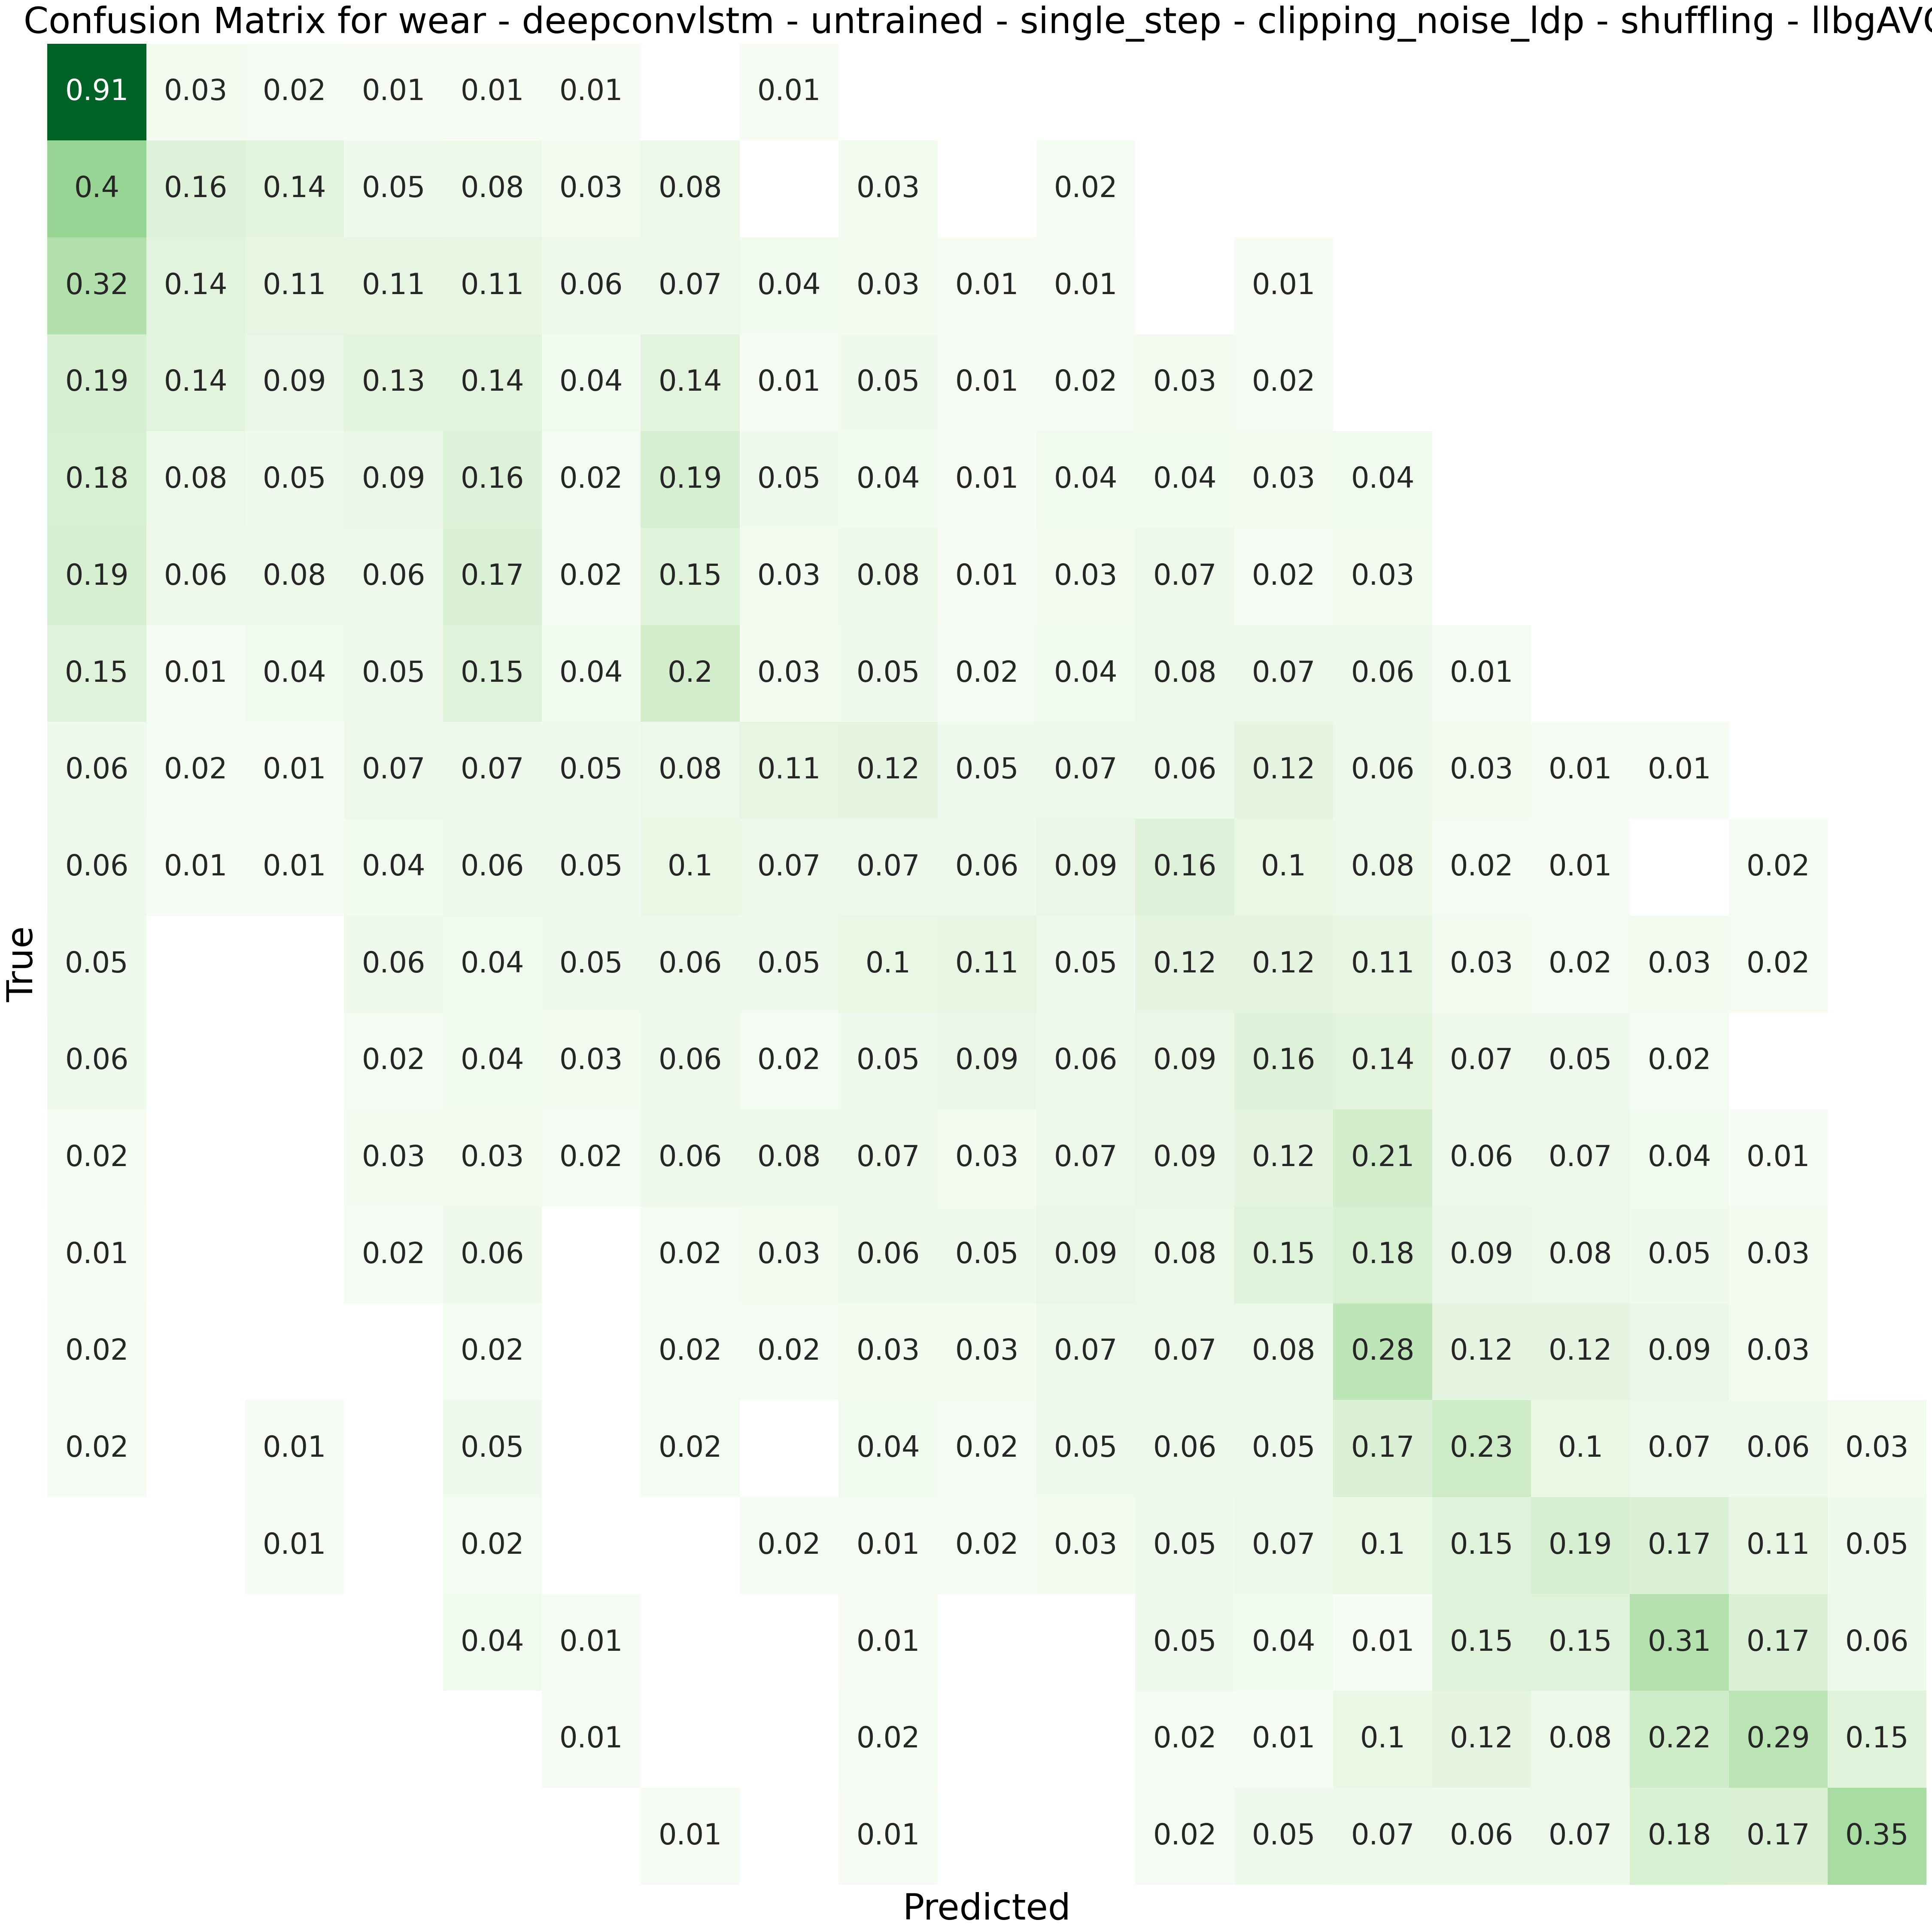 Confusion Matrix for wear - deepconvlstm - untrained - single_step - clipping_noise_ldp - shuffling - llbgAVG
0.91 0.03 0.02 0.01 0.01 0.01 0.01
0.4 0.16 0.14 0.05 0.08 0.03 0.08 0.03 0.02
0.32 0.14 0.11 0.11 0.11 0.06 0.07 0.04 0.03 0.01 0.01 0.01
0.19 0.14 0.09 0.13 0.14 0.04 0.14 0.01 0.05 0.01 0.02 0.03 0.02
0.18 0.08 0.05 0.09 0.16 0.02 0.19 0.05 0.04 0.01 0.04 0.04 0.03 0.04
0.19 0.06 0.08 0.06 0.17 0.02 0.15 0.03 0.08 0.01 0.03 0.07 0.02 0.03
0.15 0.01 0.04 0.05 0.15 0.04 0.2 0.03 0.05 0.02 0.04 0.08 0.07 0.06 0.01
0.06 0.02 0.01 0.07 0.07 0.05 0.08 0.11 0.12 0.05 0.07 0.06 0.12 0.06 0.03 0.01 0.01
0.06 0.01 0.01 0.04 0.06 0.05 0.1 0.07 0.07 0.06 0.09 0.16 0.1 0.08 0.02 0.01 0.02
0.05 0.06 0.04 0.05 0.06 0.05 0.1 0.11 0.05 0.12 0.12 0.11 0.03 0.02 0.03 0.02
0.06 0.02 0.04 0.03 0.06 0.02 0.05 0.09 0.06 0.09 0.16 0.14 0.07 0.05 0.02
0.02 0.03 0.03 0.02 0.06 0.08 0.07 0.03 0.07 0.09 0.12 0.21 0.06 0.07 0.04 0.01
0.01 0.02 0.06 0.02 0.03 0.06 0.05 0.09 0.08 0.15 0.18 0.09 0.08 0.05 0.03
0.02 0.02 0.02 0.02 0.03 0.03 0.07 0.07 0.08 0.28 0.12 0.12 0.09 0.03
0.02 0.01 0.05 0.02 0.04 0.02 0.05 0.06 0.05 0.17 0.23 0.1 0.07 0.06 0.03
0.01 0.02 0.02 0.01 0.02 0.03 0.05 0.07 0.1 0.15 0.19 0.17 0.11 0.05
0.04 0.01 0.01 0.05 0.04 0.01 0.15 0.15 0.31 0.17 0.06
0.01 0.02 0.02 0.01 0.1 0.12 0.08 0.22 0.29 0.15
0.01 0.01 0.02 0.05 0.07 0.06 0.07 0.18 0.17 0.35
True
Predicted